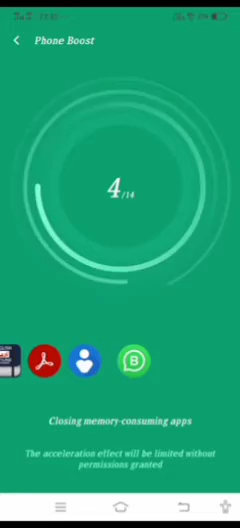 Phone Boost
4/14
B
Closing memory-consuming apps
The acceleration effect will be limited without
permissions granted